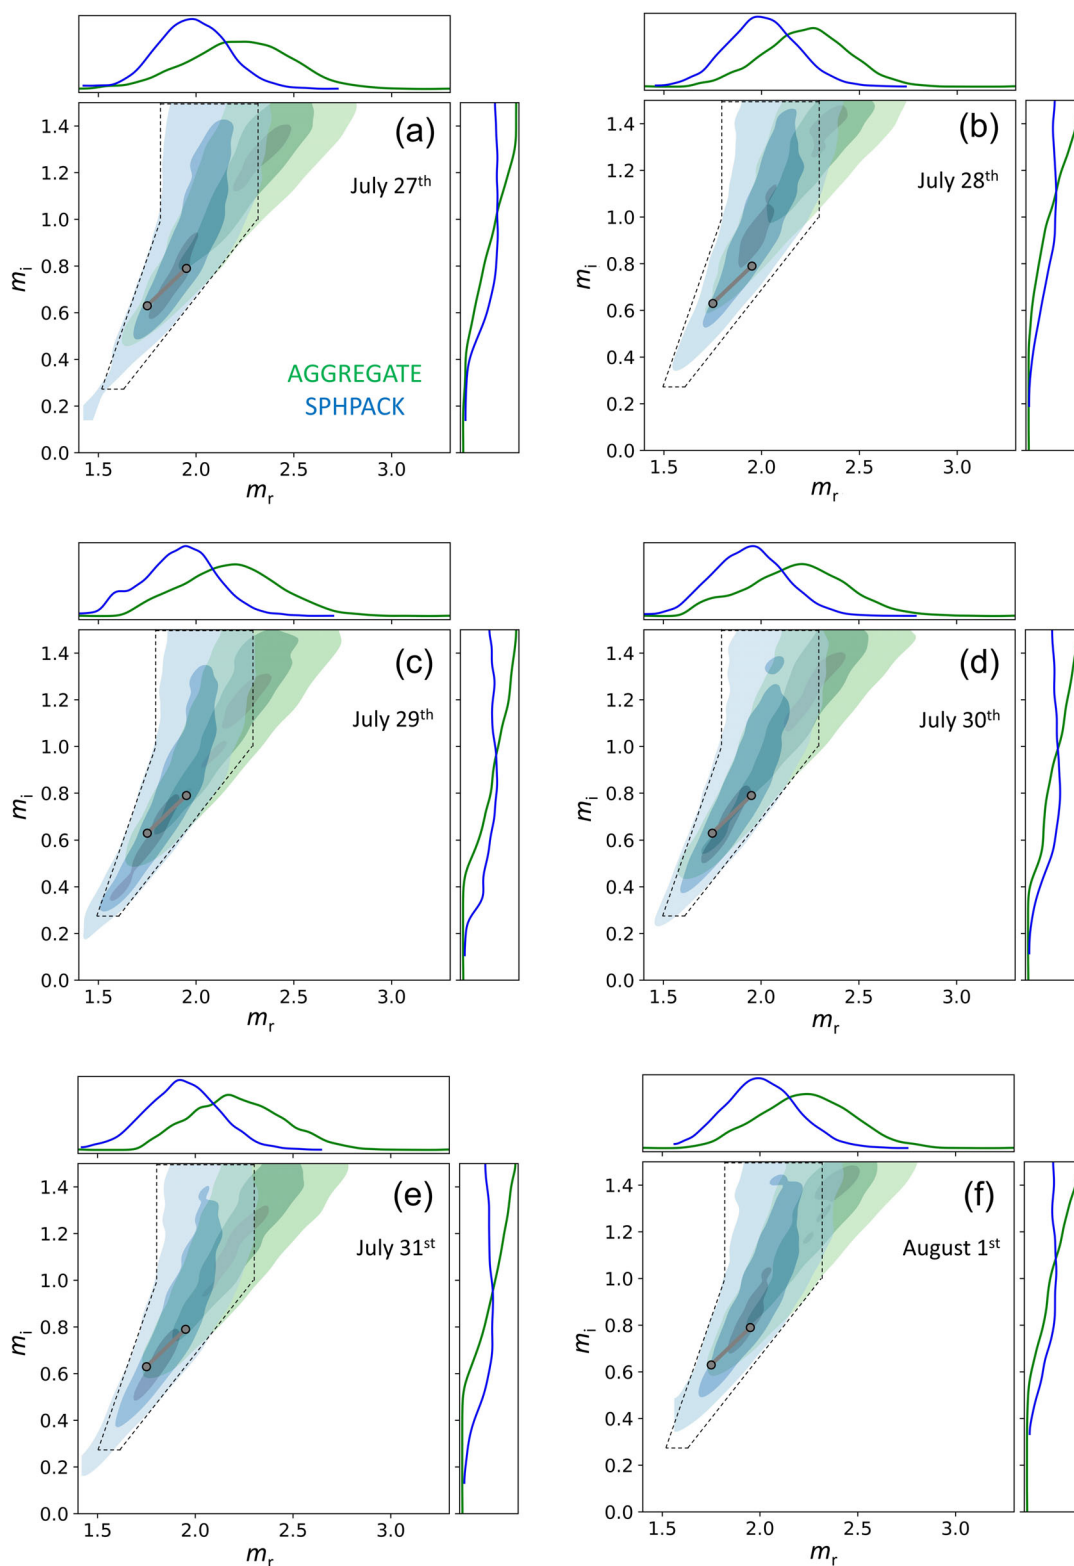 (a)
July 27th
AGGREGATE
SPHPACK
1.4
1.2
1.0
0.8
0.6
0.4
0.2
0.0
mi
1.5 2.0 2.5 3.0
mr
(b)
July 28th
1.4
1.2
1.0
0.8
0.6
0.4
0.2
0.0
mi
1.5 2.0 2.5 3.0
mr
(c)
July 29th
1.4
1.2
1.0
0.8
0.6
0.4
0.2
0.0
mi
1.5 2.0 2.5 3.0
mr
(d)
July 30th
1.4
1.2
1.0
0.8
0.6
0.4
0.2
0.0
mi
1.5 2.0 2.5 3.0
mr
(e)
July 31st
1.4
1.2
1.0
0.8
0.6
0.4
0.2
0.0
mi
1.5 2.0 2.5 3.0
mr
(f)
August 1st
1.4
1.2
1.0
0.8
0.6
0.4
0.2
0.0
mi
1.5 2.0 2.5 3.0
mr